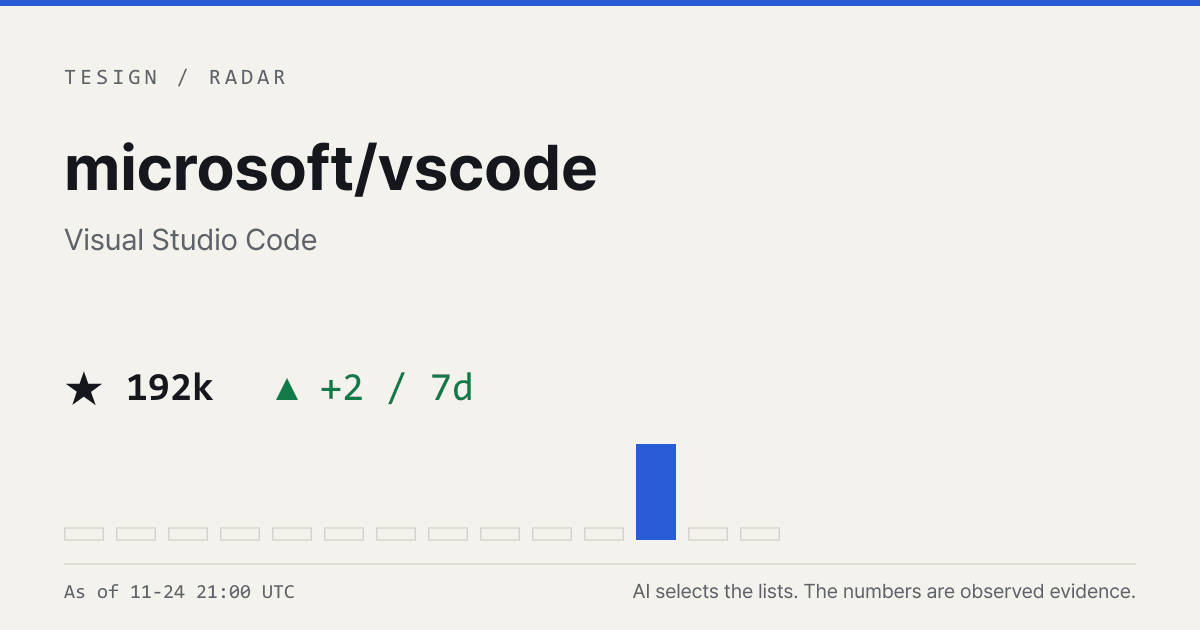 TESIGN / RADAR
microsoft/vscode
Visual Studio Code
★ 192k ▲ +2 / 7d
As of 11-24 21:00 UTC
AI selects the lists. The numbers are observed evidence.